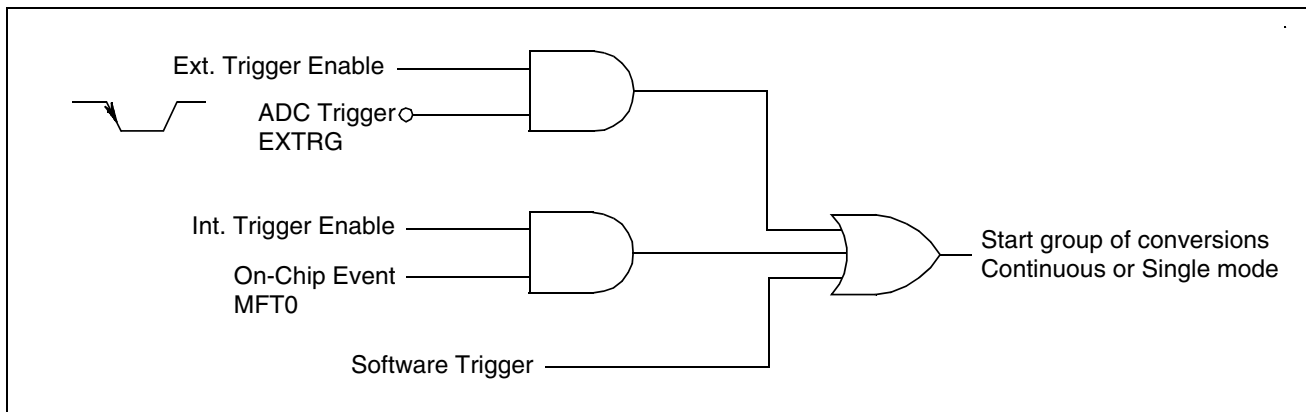 Ext. Trigger Enable
ADC Trigger
EXTRG
Int. Trigger Enable
On-Chip Event
MFT0
Software Trigger
Start group of conversions
Continuous or Single mode